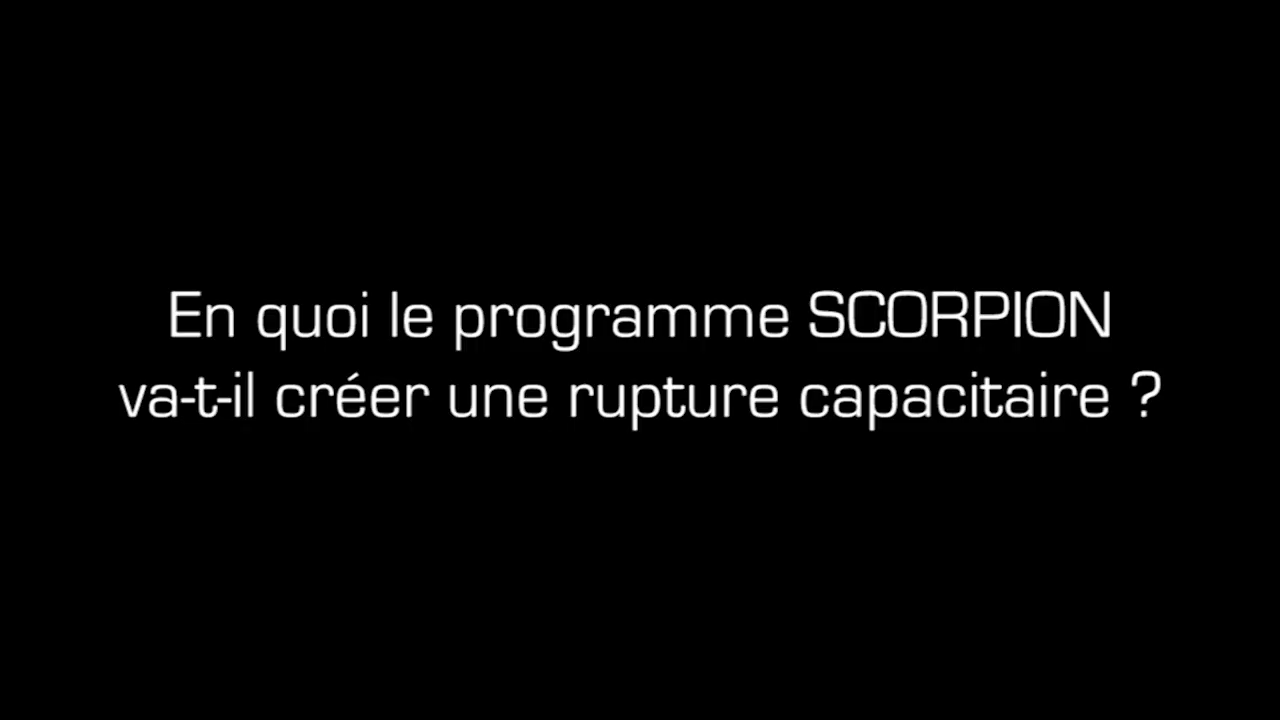 En quoi le programme SCORPION
va-t-il créer une rupture capacitaire ?